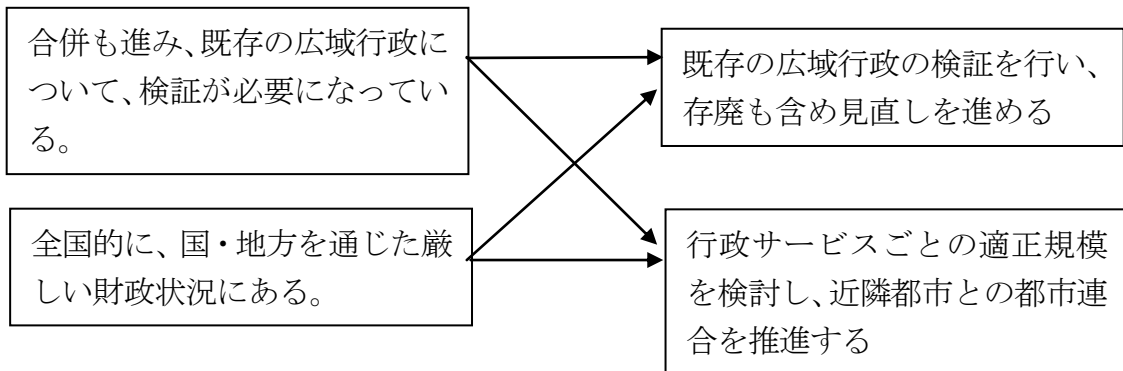 合併も進み、既存の広域行政に
ついて、検証が必要になってい
る。
全国的に、国・地方を通じた厳
しい財政状況にある。
既存の広域行政の検証を行い、
存廃も含め見直しを進める
行政サービスごとの適正規模
を検討し、近隣都市との都市連
合を推進する